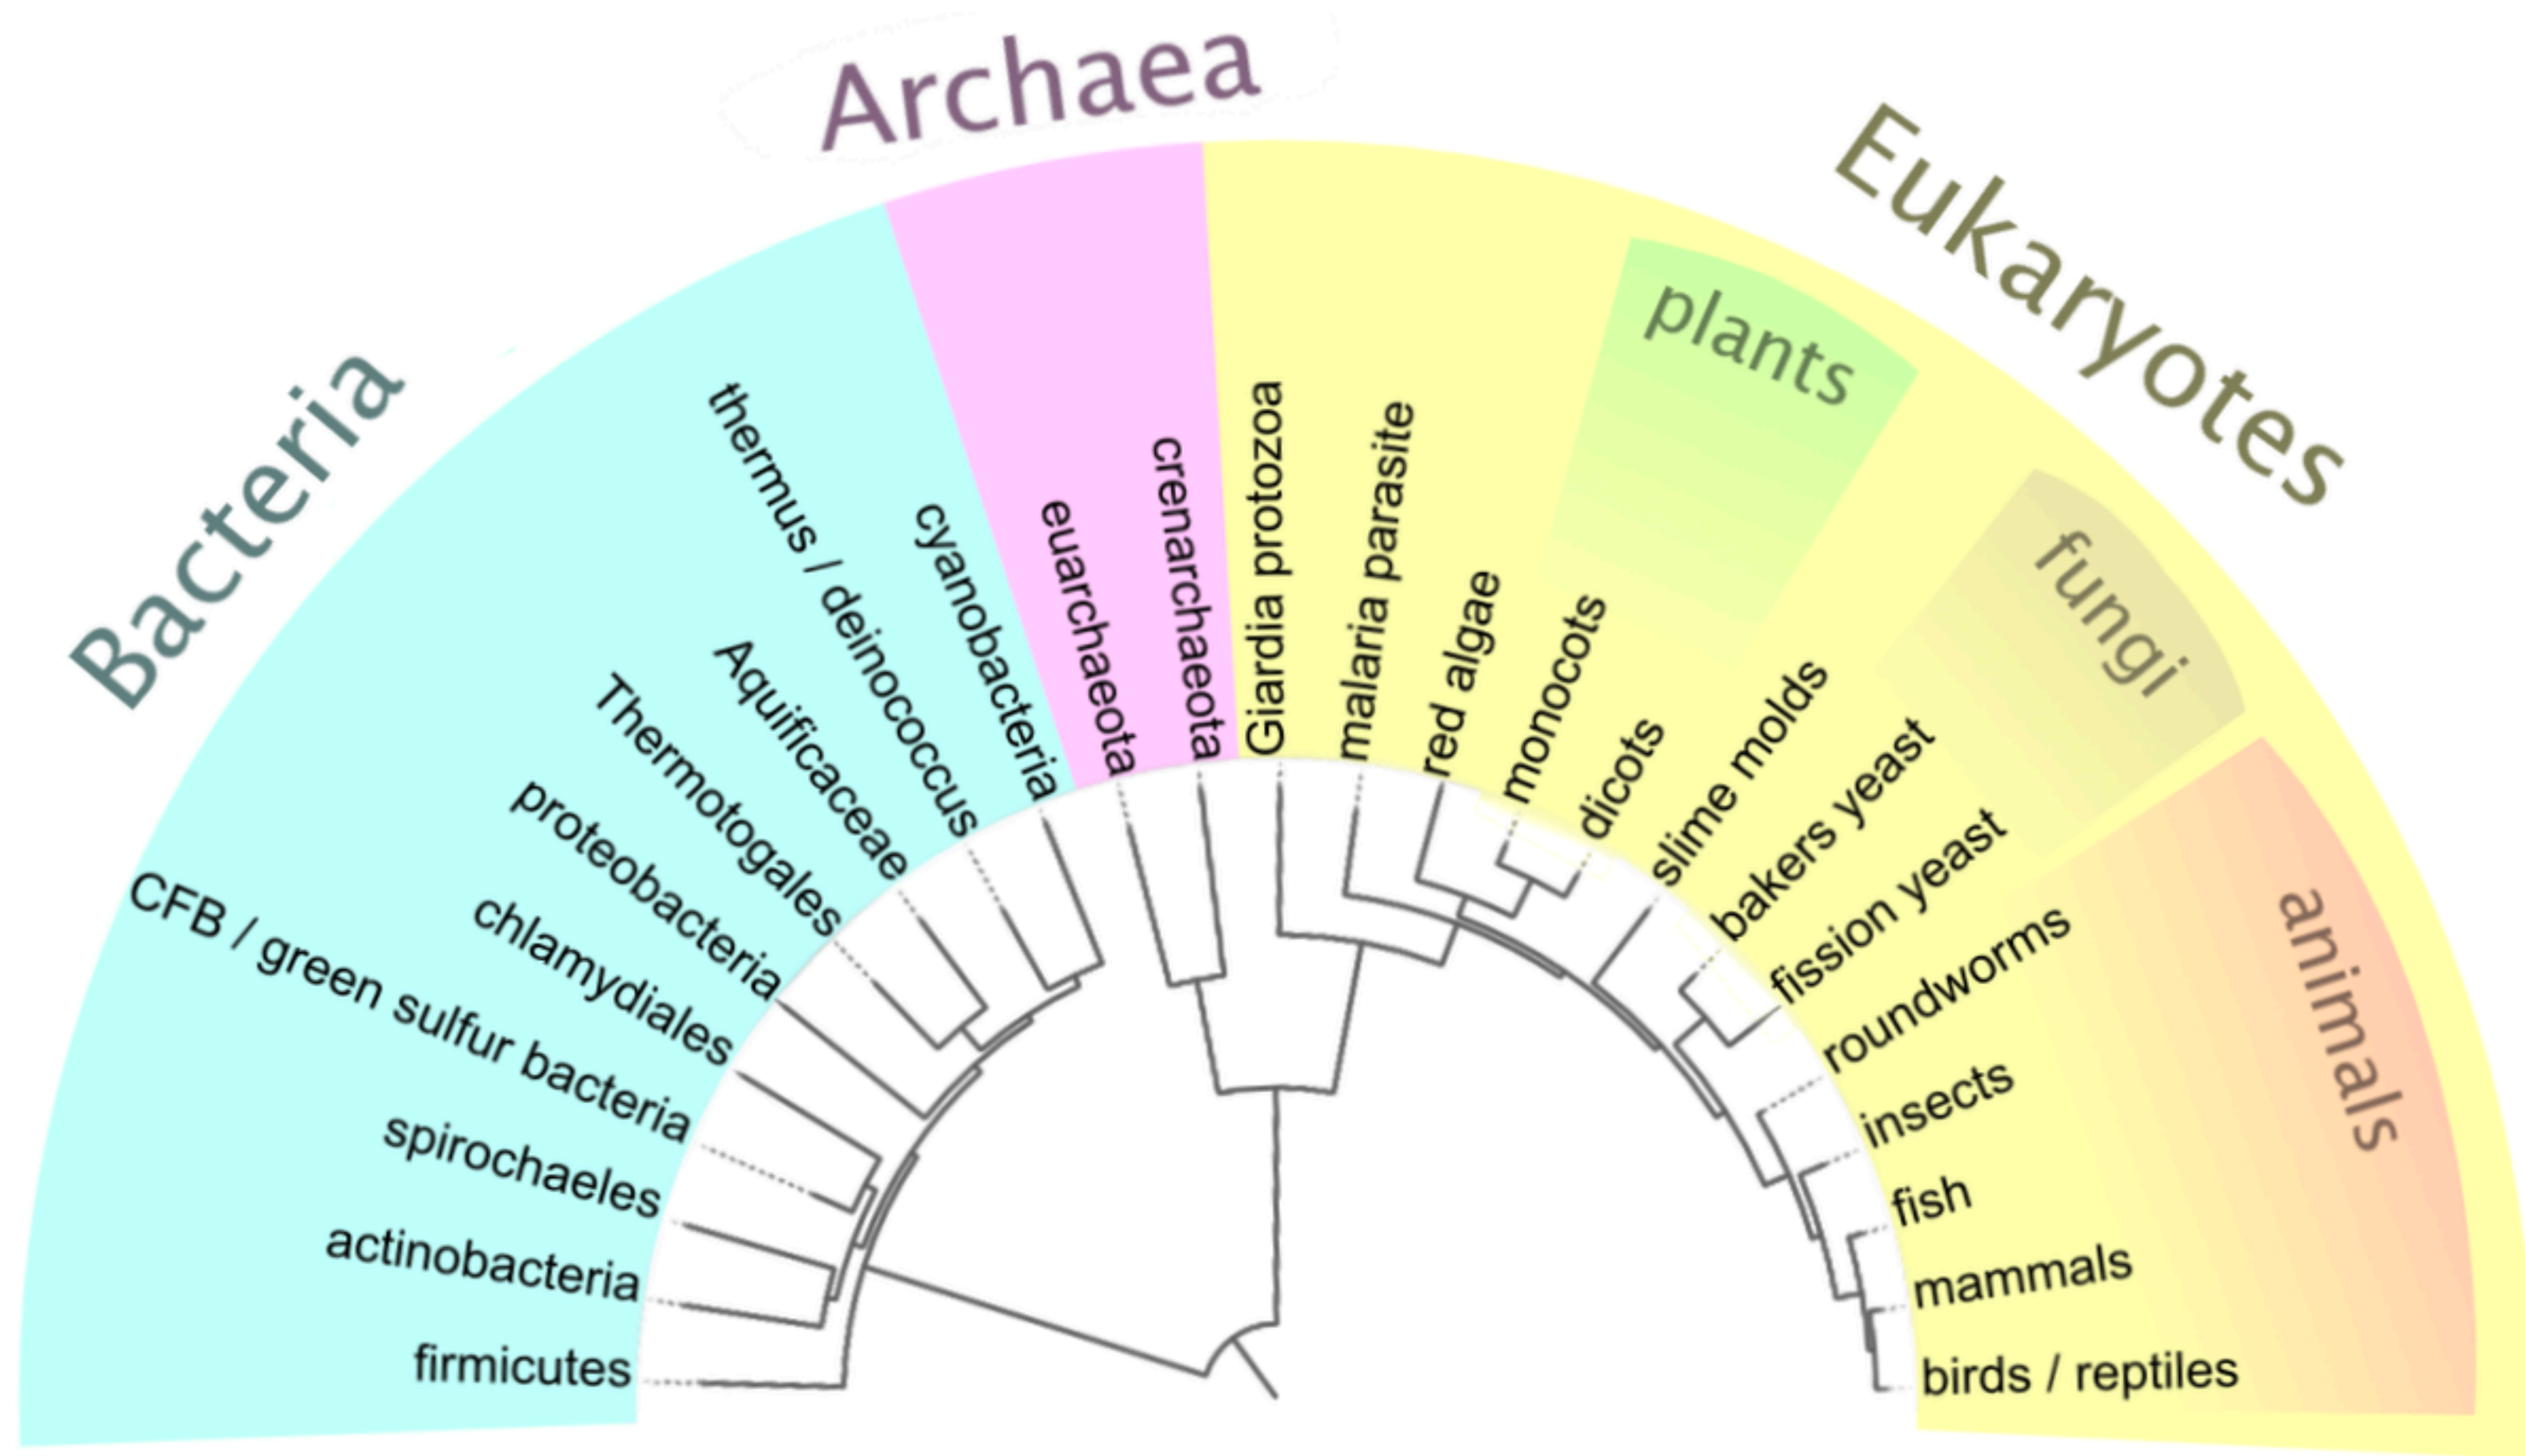 Archaea
Bacteria
Eukaryotes
plants
fungi
animals
firmicutes
actinobacteria
spirochaeles
CFB / green sulfur bacteria
chlamydiales
proteobacteria
Thermotogales
Aquificaceae
thermus / deinococcus
cyanobacteria
euarchaeota
crenarchaeota
Giardia protozoa
malaria parasite
red algae
monocots
dicots
slime molds
bakers yeast
fission yeast
roundworms
insects
fish
mammals
birds / reptiles